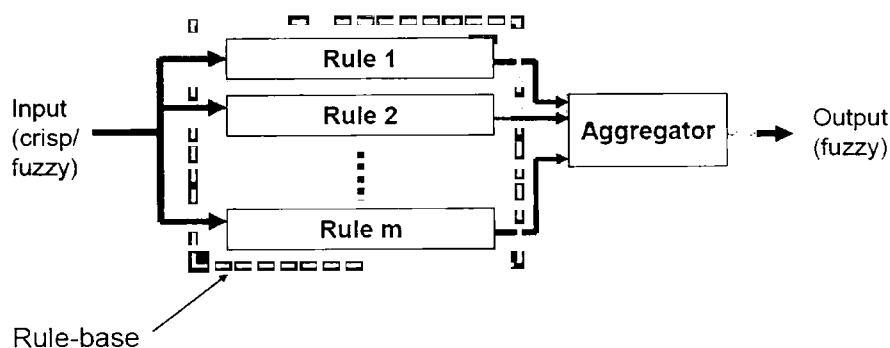 Rule 1
Input
(crisp/
fuzzy)
Rule 2
Aggregator
Output
(fuzzy)
Rule m
Rule-base